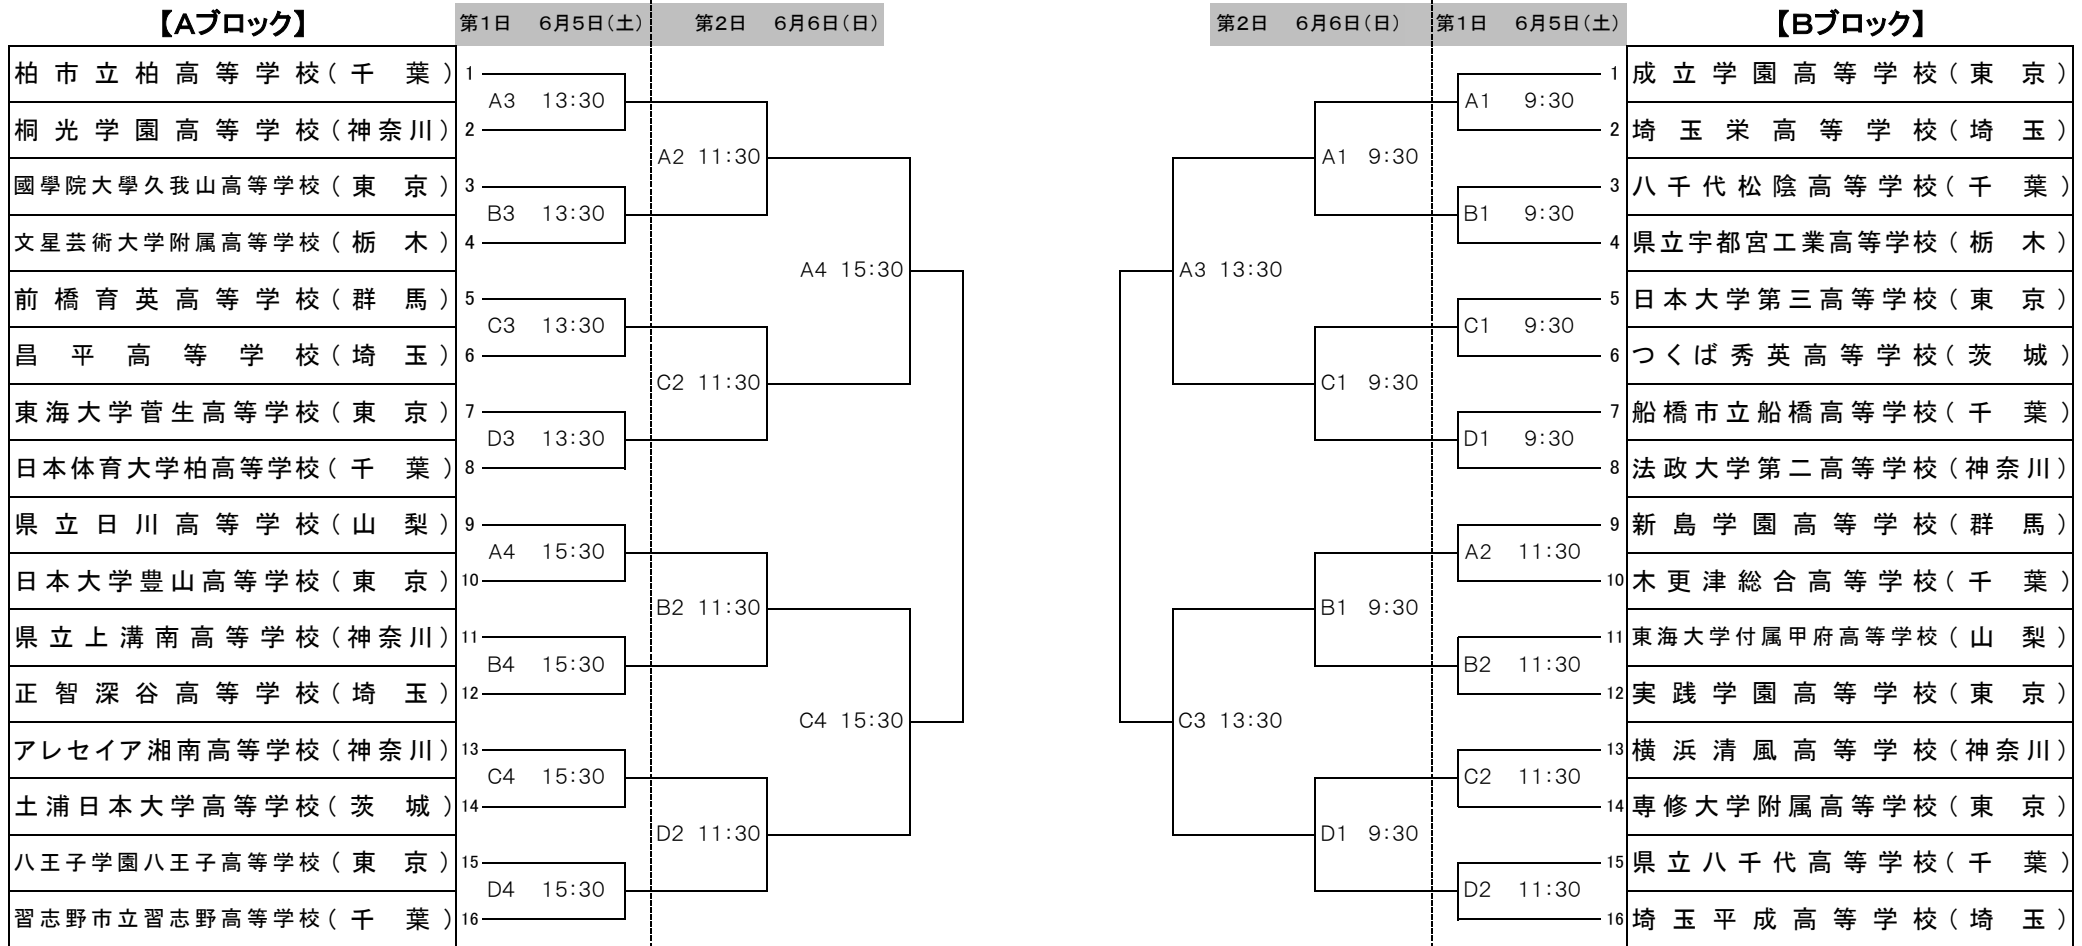 【Aブロック】
第1日 6月5日(土)
第2日 6月6日(日)
柏市立柏高等学校(千葉) 1
A3 13:30
桐光学園高等学校(神奈川) 2
A2 11:30
國學院大學久我山高等学校(東京) 3
B3 13:30
文星芸術大学附属高等学校(栃木) 4
A4 15:30
前橋育英高等学校(群馬) 5
C3 13:30
昌平高等学校(埼玉) 6
C2 11:30
東海大学菅生高等学校(東京) 7
D3 13:30
日本体育大学柏高等学校(千葉) 8
県立日川高等学校(山梨) 9
A4 15:30
日本大学豊山高等学校(東京) 10
B2 11:30
県立上溝南高等学校(神奈川) 11
B4 15:30
正智深谷高等学校(埼玉) 12
C4 15:30
アレセイア湘南高等学校(神奈川) 13
C4 15:30
土浦日本大学高等学校(茨城) 14
D2 11:30
八王子学園八王子高等学校(東京) 15
D4 15:30
習志野市立習志野高等学校(千葉) 16
第2日 6月6日(日)
第1日 6月5日(土)
【Bブロック】
1 成立学園高等学校(東京)
A1 9:30
2 埼玉栄高等学校(埼玉)
A1 9:30
3 八千代松陰高等学校(千葉)
B1 9:30
4 県立宇都宮工業高等学校(栃木)
A3 13:30
5 日本大学第三高等学校(東京)
C1 9:30
6 つくば秀英高等学校(茨城)
C1 9:30
7 船橋市立船橋高等学校(千葉)
D1 9:30
8 法政大学第二高等学校(神奈川)
9 新島学園高等学校(群馬)
A2 11:30
10 木更津総合高等学校(千葉)
B1 9:30
11 東海大学付属甲府高等学校(山梨)
B2 11:30
12 実践学園高等学校(東京)
C3 13:30
13 横浜清風高等学校(神奈川)
C2 11:30
14 専修大学附属高等学校(東京)
D1 9:30
15 県立八千代高等学校(千葉)
D2 11:30
16 埼玉平成高等学校(埼玉)